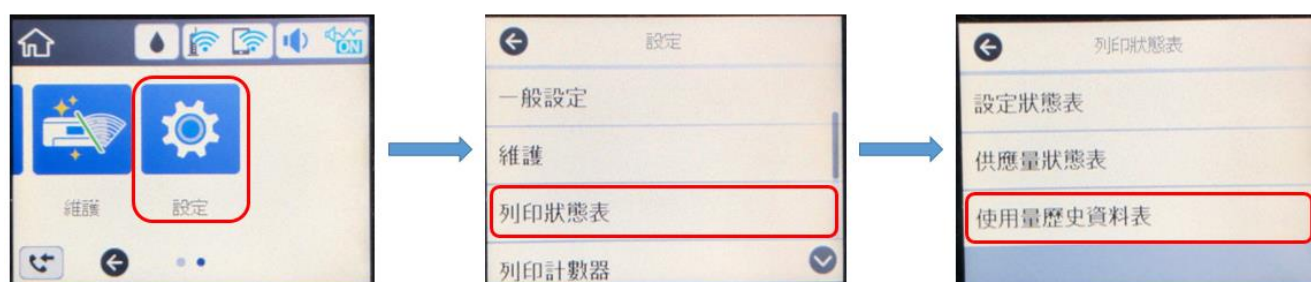 ON
維護
設定
設定
一般設定
維護
列印狀態表
列印計數器
列印狀態表
設定狀態表
供應量狀態表
使用量歷史資料表